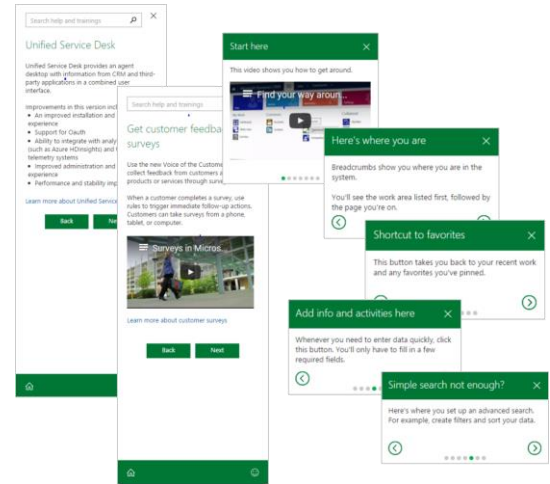 Search help and trainings
Unified Service Desk
Unified Service Desk provides an agent
desktop with information from CRM and third-
party applications in a combined user
interface.
Improvements in this version incl
• An improved installation and
experience
• Support for Oauth
• Ability to integrate with analy
(such as Azure HDinsights and
telemetry systems
• Improved administration and
experience
• Performance and stability imp
Learn more about Unified Service
Back
Ne
Search help and trainings
Get customer feedba
surveys
Use the new Voice of the Custome
collect feedback from customers a
products or services through surve
When a customer completes a survey, use
rules to trigger immediate follow-up actions.
Customers can take surveys from a phone,
tablet, or computer.
Surveys in Micros...
Learn more about customer surveys
Back
Next
Start here
This video shows you how to get around.
Find your way aroun...
Here's where you are
Breadcrumbs show you where you are in the
system.
You'll see the work area listed first, followed by
the page you're on.
Shortcut to favorites
This button takes you back to your recent work
and any favorites you've pinned.
Add info and activities here
Whenever you need to enter data quickly, click
this button. You'll only have to fill in a few
required fields.
Simple search not enough?
Here's where you set up an advanced search.
For example, create filters and sort your data.